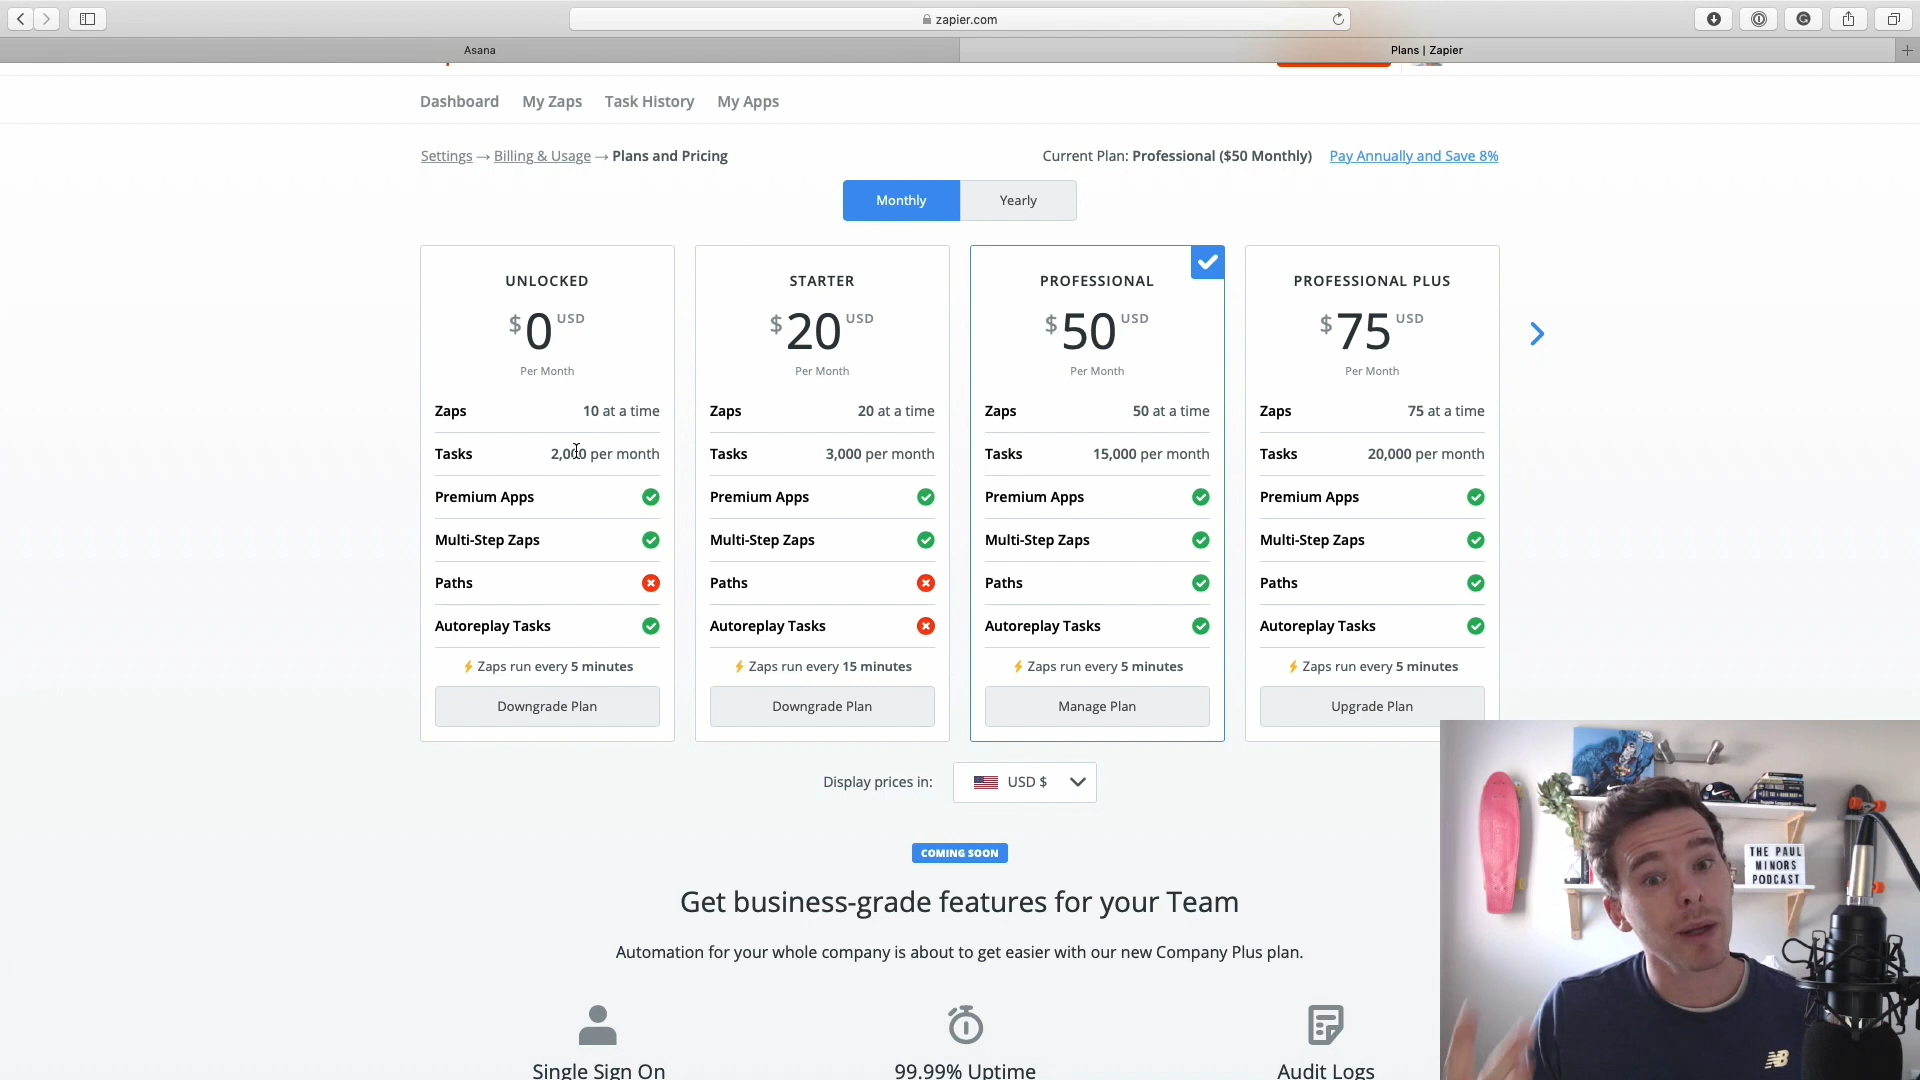 zapier.com
Asana
Plans | Zapier
Dashboard My Zaps Task History My Apps
Settings → Billing & Usage → Plans and Pricing
Current Plan: Professional ($50 Monthly) Pay Annually and Save 8%
Monthly Yearly
UNLOCKED
$0 USD
Per Month
Zaps 10 at a time
Tasks 2,000 per month
Premium Apps
Multi-Step Zaps
Paths
Autoreplay Tasks
Zaps run every 5 minutes
Downgrade Plan
STARTER
$20 USD
Per Month
Zaps 20 at a time
Tasks 3,000 per month
Premium Apps
Multi-Step Zaps
Paths
Autoreplay Tasks
Zaps run every 15 minutes
Downgrade Plan
PROFESSIONAL
$50 USD
Per Month
Zaps 50 at a time
Tasks 15,000 per month
Premium Apps
Multi-Step Zaps
Paths
Autoreplay Tasks
Zaps run every 5 minutes
Manage Plan
PROFESSIONAL PLUS
$75 USD
Per Month
Zaps 75 at a time
Tasks 20,000 per month
Premium Apps
Multi-Step Zaps
Paths
Autoreplay Tasks
Zaps run every 5 minutes
Upgrade Plan
Display prices in: USD $
COMING SOON
Get business-grade features for your Team
Automation for your whole company is about to get easier with our new Company Plus plan.
Single Sign On
99.99% Uptime
Audit Logs
THE PAUL
MINORS
PODCAST
NB